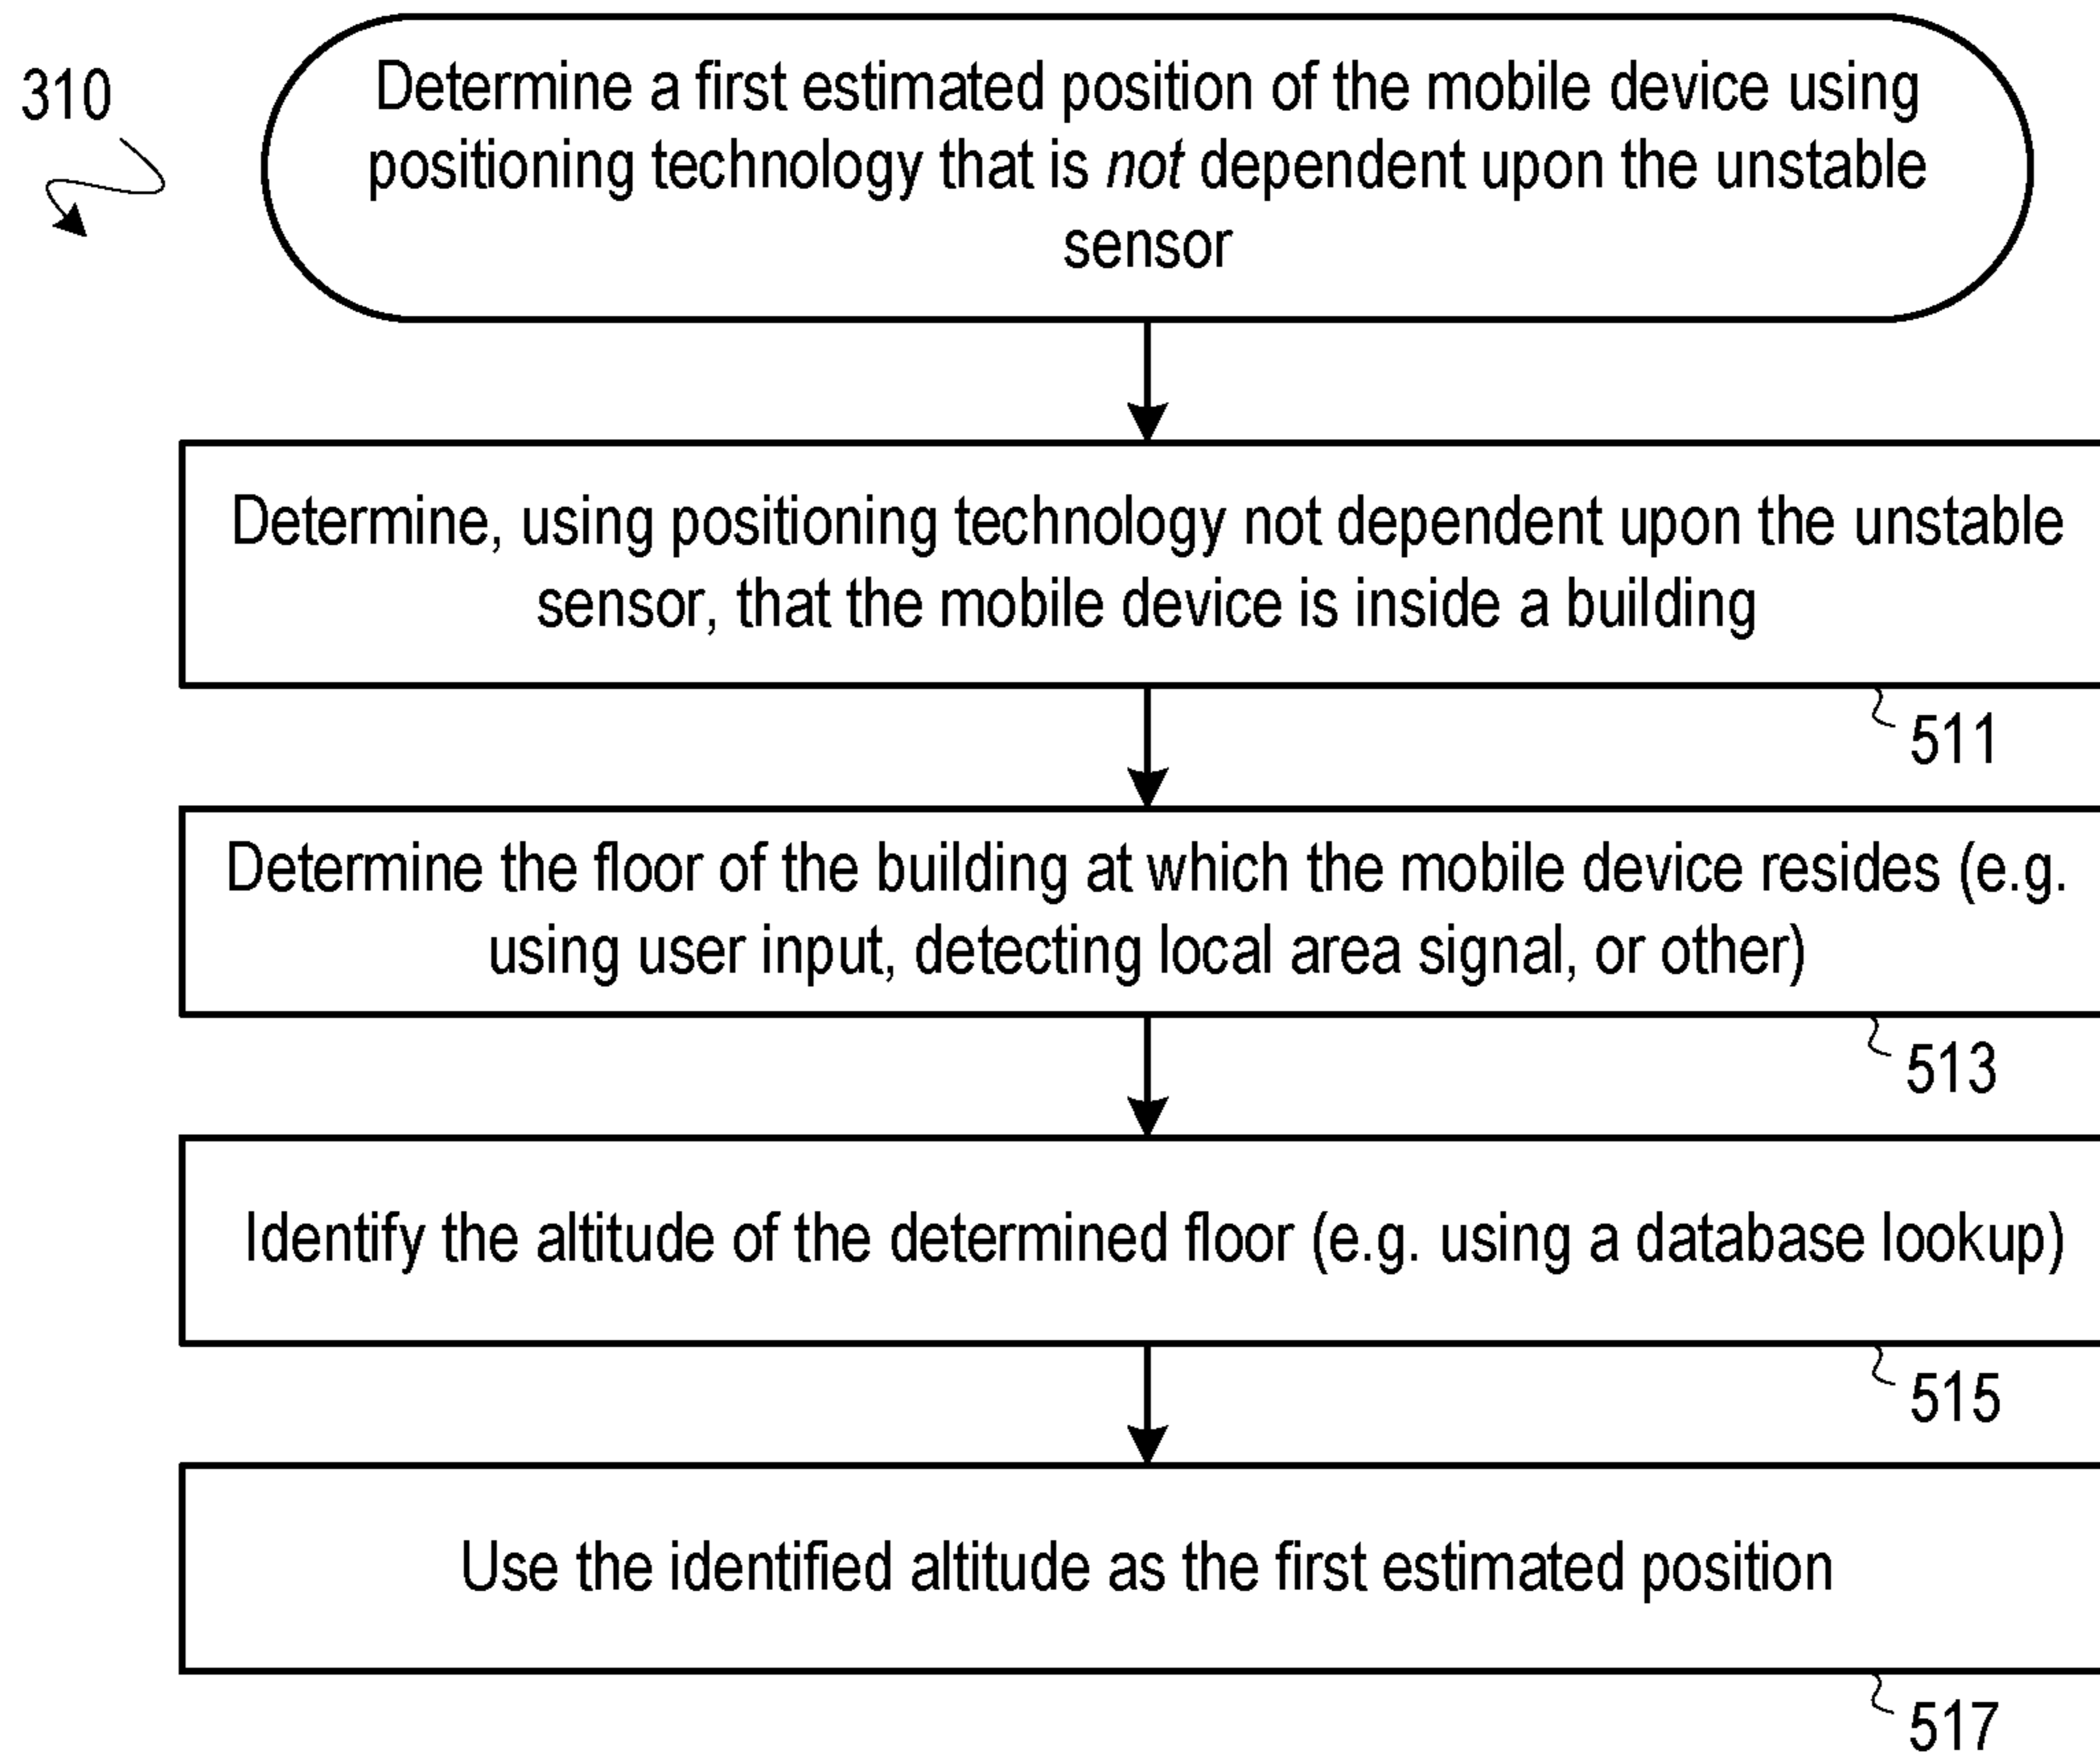 310
Determine a first estimated position of the mobile device using
positioning technology that is not dependent upon the unstable
sensor
Determine, using positioning technology not dependent upon the unstable
sensor, that the mobile device is inside a building
511
Determine the floor of the building at which the mobile device resides (e.g.
using user input, detecting local area signal, or other)
513
Identify the altitude of the determined floor (e.g. using a database lookup)
515
Use the identified altitude as the first estimated position
517